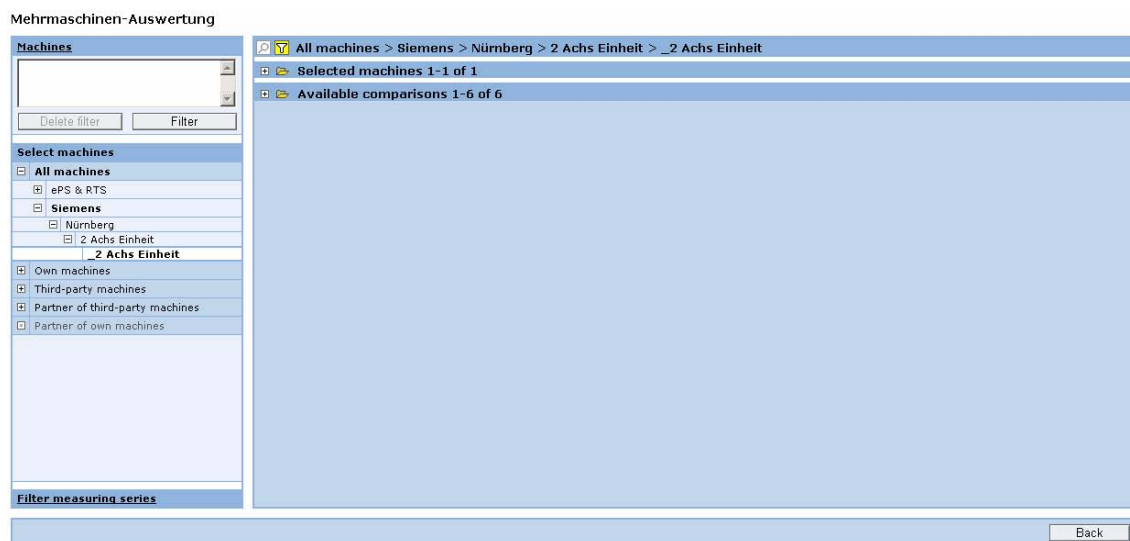 Mehrmaschinen-Auswertung
Machines
Delete filter Filter
Select machines
All machines
ePS & RTS
Siemens
Nürnberg
2 Achs Einheit
_2 Achs Einheit
Own machines
Third-party machines
Partner of third-party machines
Partner of own machines
Filter measuring series
All machines > Siemens > Nürnberg > 2 Achs Einheit > _2 Achs Einheit
Selected machines 1-1 of 1
Available comparisons 1-6 of 6
Back